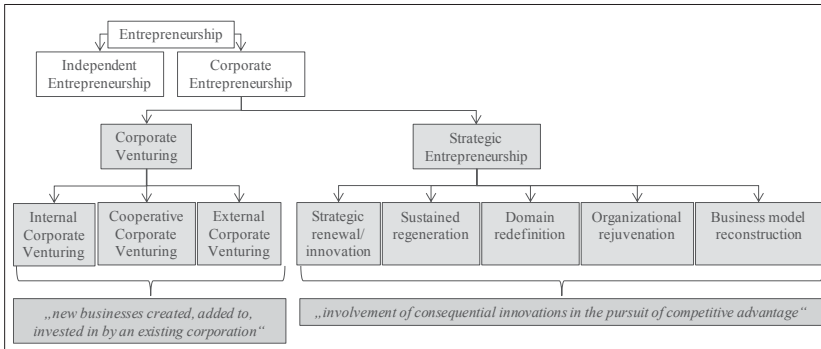 Entrepreneurship
Independent
Entrepreneurship
Corporate
Entrepreneurship
Corporate
Venturing
Strategic
Entrepreneurship
Internal
Corporate
Venturing
Cooperative
Corporate
Venturing
External
Corporate
Venturing
Strategic
renewal/
innovation
Sustained
regeneration
Domain
redefinition
Organizational
rejuvenation
Business model
reconstruction
„new businesses created, added to,
invested in by an existing corporation“
„involvement of consequential innovations in the pursuit of competitive advantage“